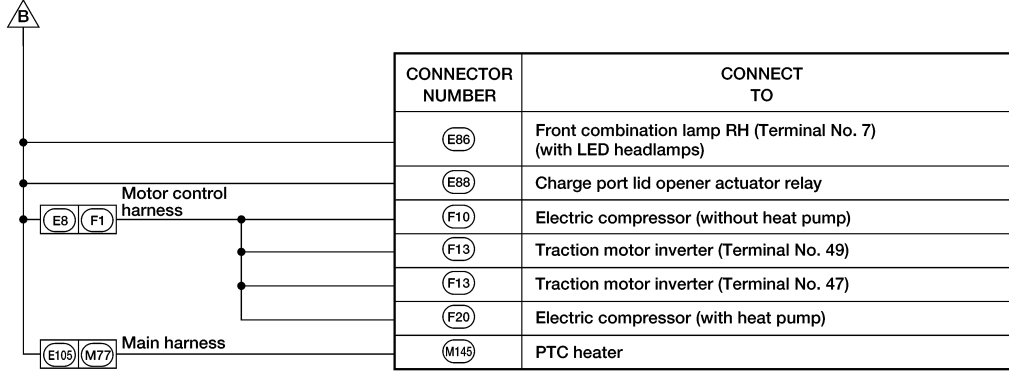 B
CONNECTOR NUMBER
CONNECT TO
E86
Front combination lamp RH (Terminal No. 7)
(with LED headlamps)
E88
Charge port lid opener actuator relay
Motor control
harness
E8 F1
F10
Electric compressor (without heat pump)
F13
Traction motor inverter (Terminal No. 49)
F13
Traction motor inverter (Terminal No. 47)
F20
Electric compressor (with heat pump)
E105 M77
Main harness
M145
PTC heater